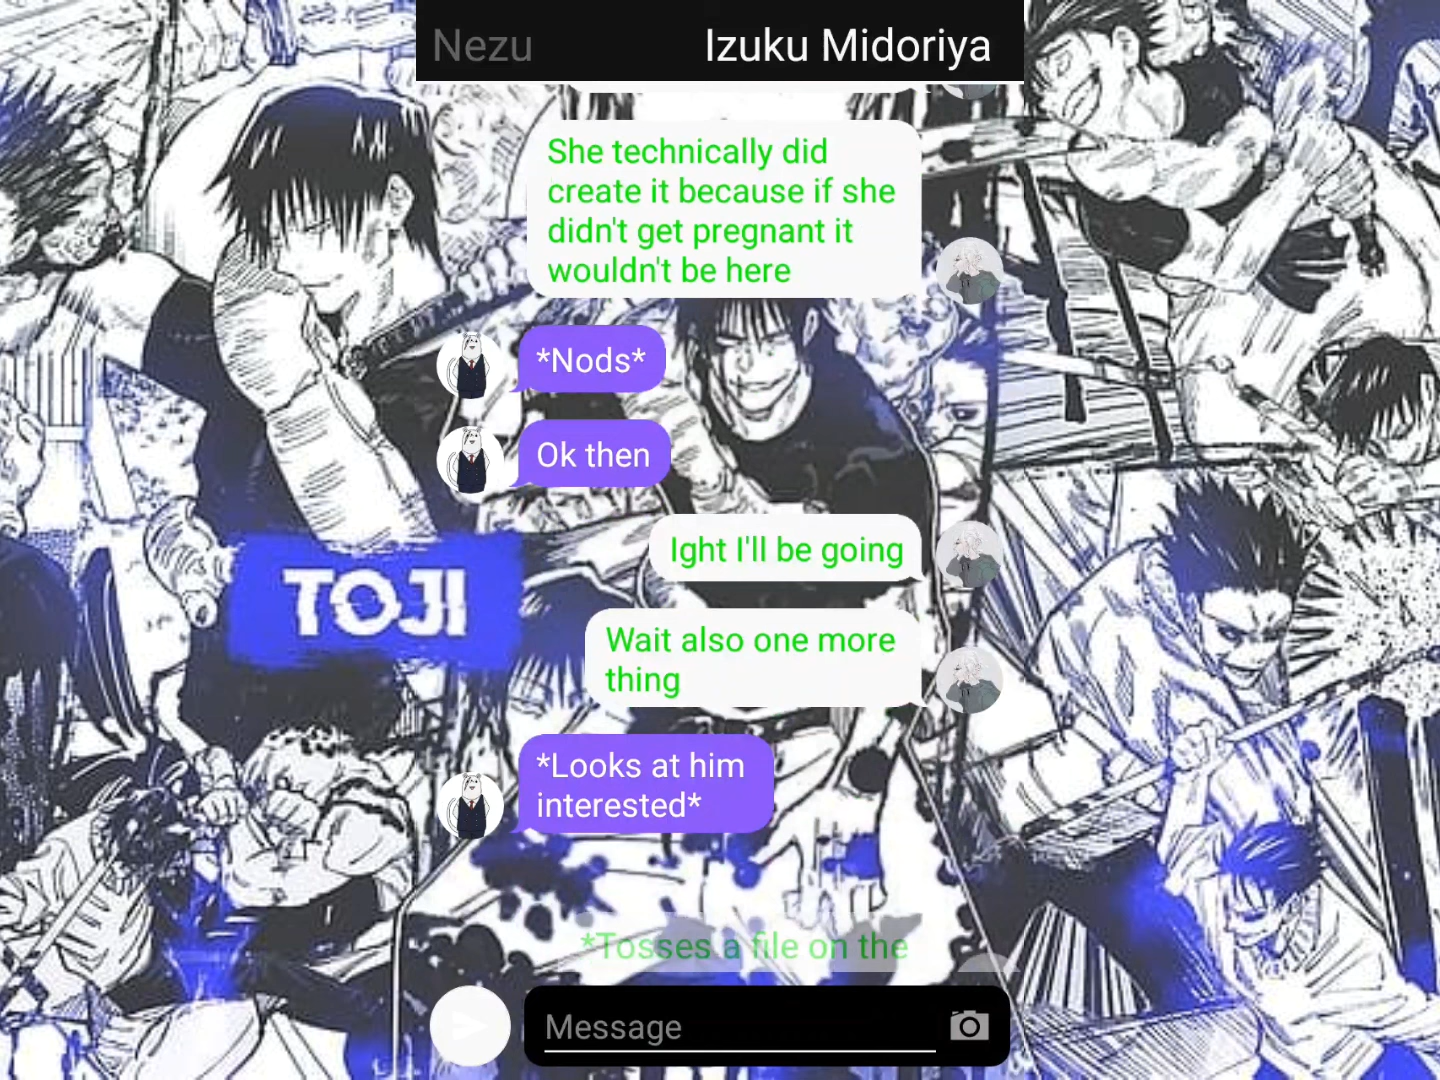 Nezu
Izuku Midoriya
She technically did
create it because if she
didn't get pregnant it
wouldn't be here
*Nods*
Ok then
Ight I'll be going
TOJI
Wait also one more
thing
*Looks at him
interested*
*Tosses a file on the
Message